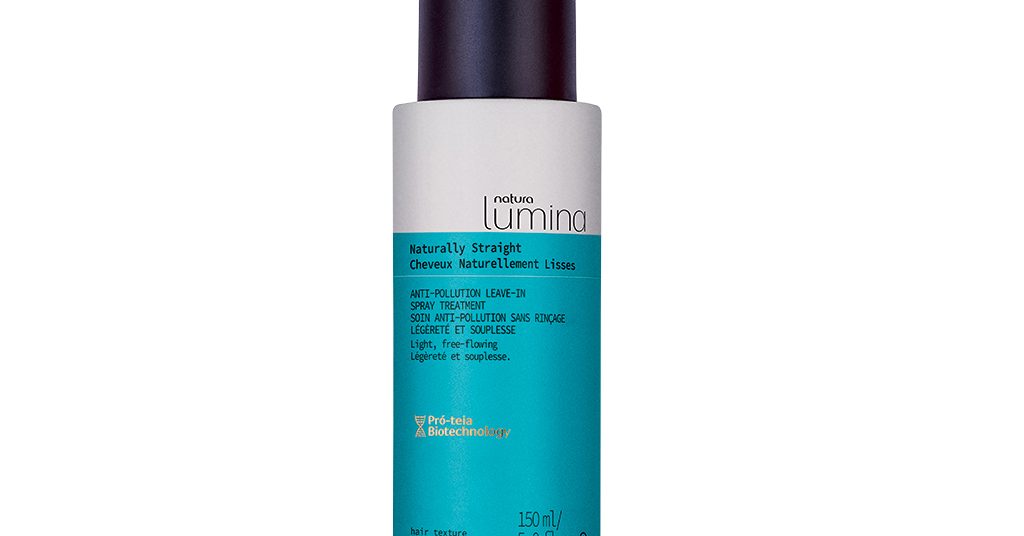 natura
lumina
Naturally Straight
Cheveux Naturellement Lisses
ANTI-POLLUTION LEAVE-IN
SPRAY TREATMENT
SOIN ANTI-POLLUTION SANS RINÇAGE
LÉGÈRETÉ ET SOUPLESSE
Light, free-flowing
Légèreté et souplesse.
Pró-teia
Biotechnology
150 ml/
hair texture